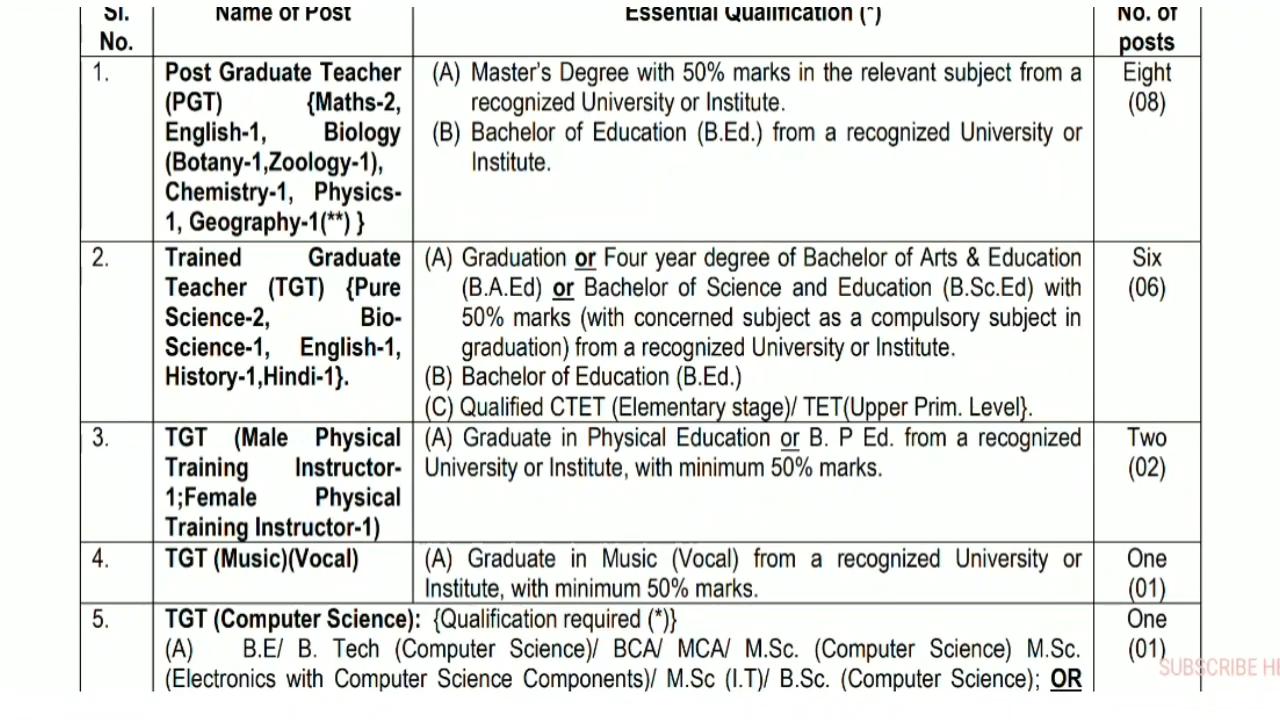 Sl. Name of Post Essential Qualification (*) No. of
No. posts
1. Post Graduate Teacher (A) Master's Degree with 50% marks in the relevant subject from a Eight
(PGT) {Maths-2, recognized University or Institute. (08)
English-1, Biology (B) Bachelor of Education (B.Ed.) from a recognized University or
(Botany-1,Zoology-1), Institute.
Chemistry-1, Physics-
1, Geography-1(**) }
2. Trained Graduate (A) Graduation or Four year degree of Bachelor of Arts & Education Six
Teacher (TGT) {Pure (B.A.Ed) or Bachelor of Science and Education (B.Sc.Ed) with (06)
Science-2, Bio- 50% marks (with concerned subject as a compulsory subject in
Science-1, English-1, graduation) from a recognized University or Institute.
History-1,Hindi-1}. (B) Bachelor of Education (B.Ed.)
(C) Qualified CTET (Elementary stage)/ TET(Upper Prim. Level}.
3. TGT (Male Physical (A) Graduate in Physical Education or B. P Ed. from a recognized Two
Training Instructor- University or Institute, with minimum 50% marks. (02)
1;Female Physical
Training Instructor-1)
4. TGT (Music)(Vocal) (A) Graduate in Music (Vocal) from a recognized University or One
Institute, with minimum 50% marks. (01)
5. TGT (Computer Science): {Qualification required (*)} One
(A) B.E/ B. Tech (Computer Science)/ BCA/ MCA/ M.Sc. (Computer Science) M.Sc. (01)
(Electronics with Computer Science Components)/ M.Sc (I.T)/ B.Sc. (Computer Science); OR
SUBSCRIBE